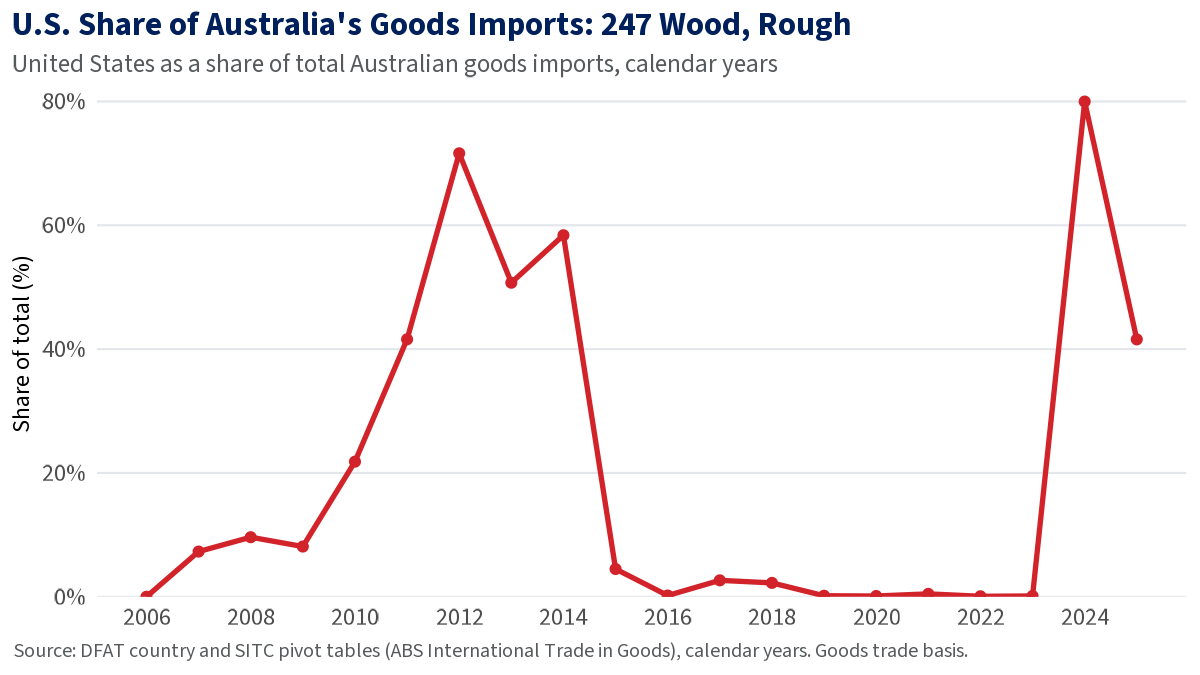 U.S. Share of Australia's Goods Imports: 247 Wood, Rough
United States as a share of total Australian goods imports, calendar years
Share of total (%)
80%
60%
40%
20%
0%
2006 2008 2010 2012 2014 2016 2018 2020 2022 2024
Source: DFAT country and SITC pivot tables (ABS International Trade in Goods), calendar years. Goods trade basis.